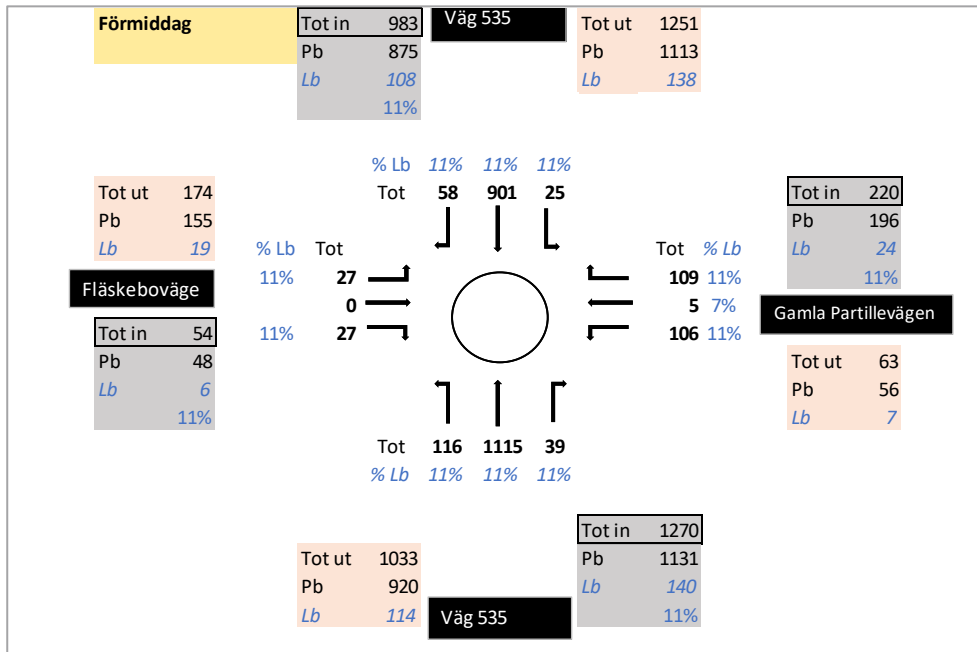 Förmiddag
Tot in 983
Pb 875
Lb 108
11%
Väg 535
Tot ut 1251
Pb 1113
Lb 138
% Lb 11% 11% 11%
Tot 58 901 25
Tot ut 174
Pb 155
Lb 19
Fläskeboväge
Tot in 54
Pb 48
Lb 6
11%
% Lb Tot
11% 27
0
11% 27
Tot % Lb
109 11%
5 7%
106 11%
Tot in 220
Pb 196
Lb 24
11%
Gamla Partillevägen
Tot ut 63
Pb 56
Lb 7
Tot 116 1115 39
% Lb 11% 11% 11%
Tot ut 1033
Pb 920
Lb 114
Väg 535
Tot in 1270
Pb 1131
Lb 140
11%